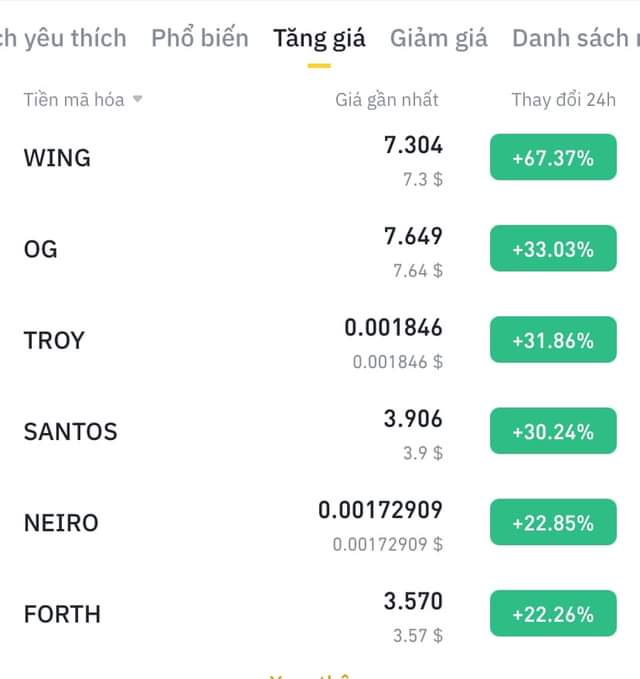 yêu thích Phổ biến Tăng giá Giảm giá Danh sách
Tiền mã hóa Giá gần nhất Thay đổi 24h
WING 7.304 +67.37%
7.3 $
OG 7.649 +33.03%
7.64 $
TROY 0.001846 +31.86%
0.001846 $
SANTOS 3.906 +30.24%
3.9 $
NEIRO 0.00172909 +22.85%
0.00172909 $
FORTH 3.570 +22.26%
3.57 $